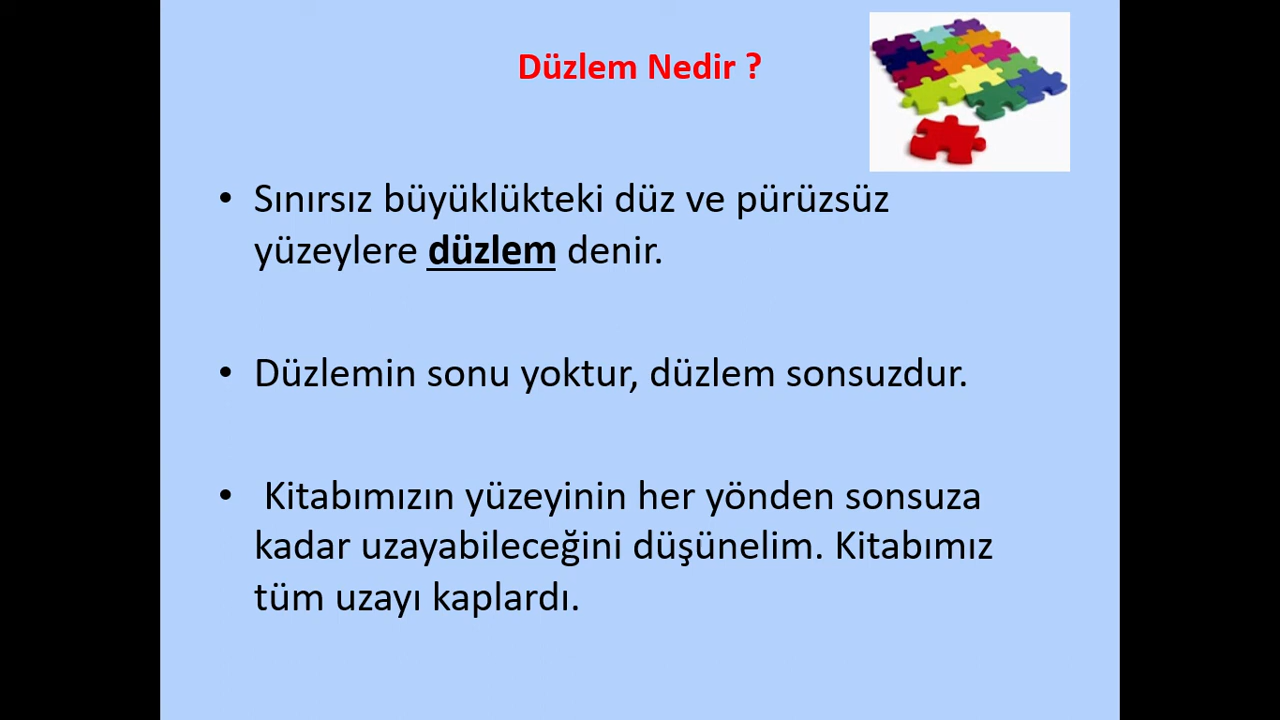 Düzlem Nedir ?
• Sınırsız büyüklükteki düz ve pürüzsüz
yüzeylere düzlem denir.
• Düzlemin sonu yoktur, düzlem sonsuzdur.
• Kitabımızın yüzeyinin her yönden sonsuza
kadar uzayabileceğini düşünelim. Kitabımız
tüm uzayı kaplardı.